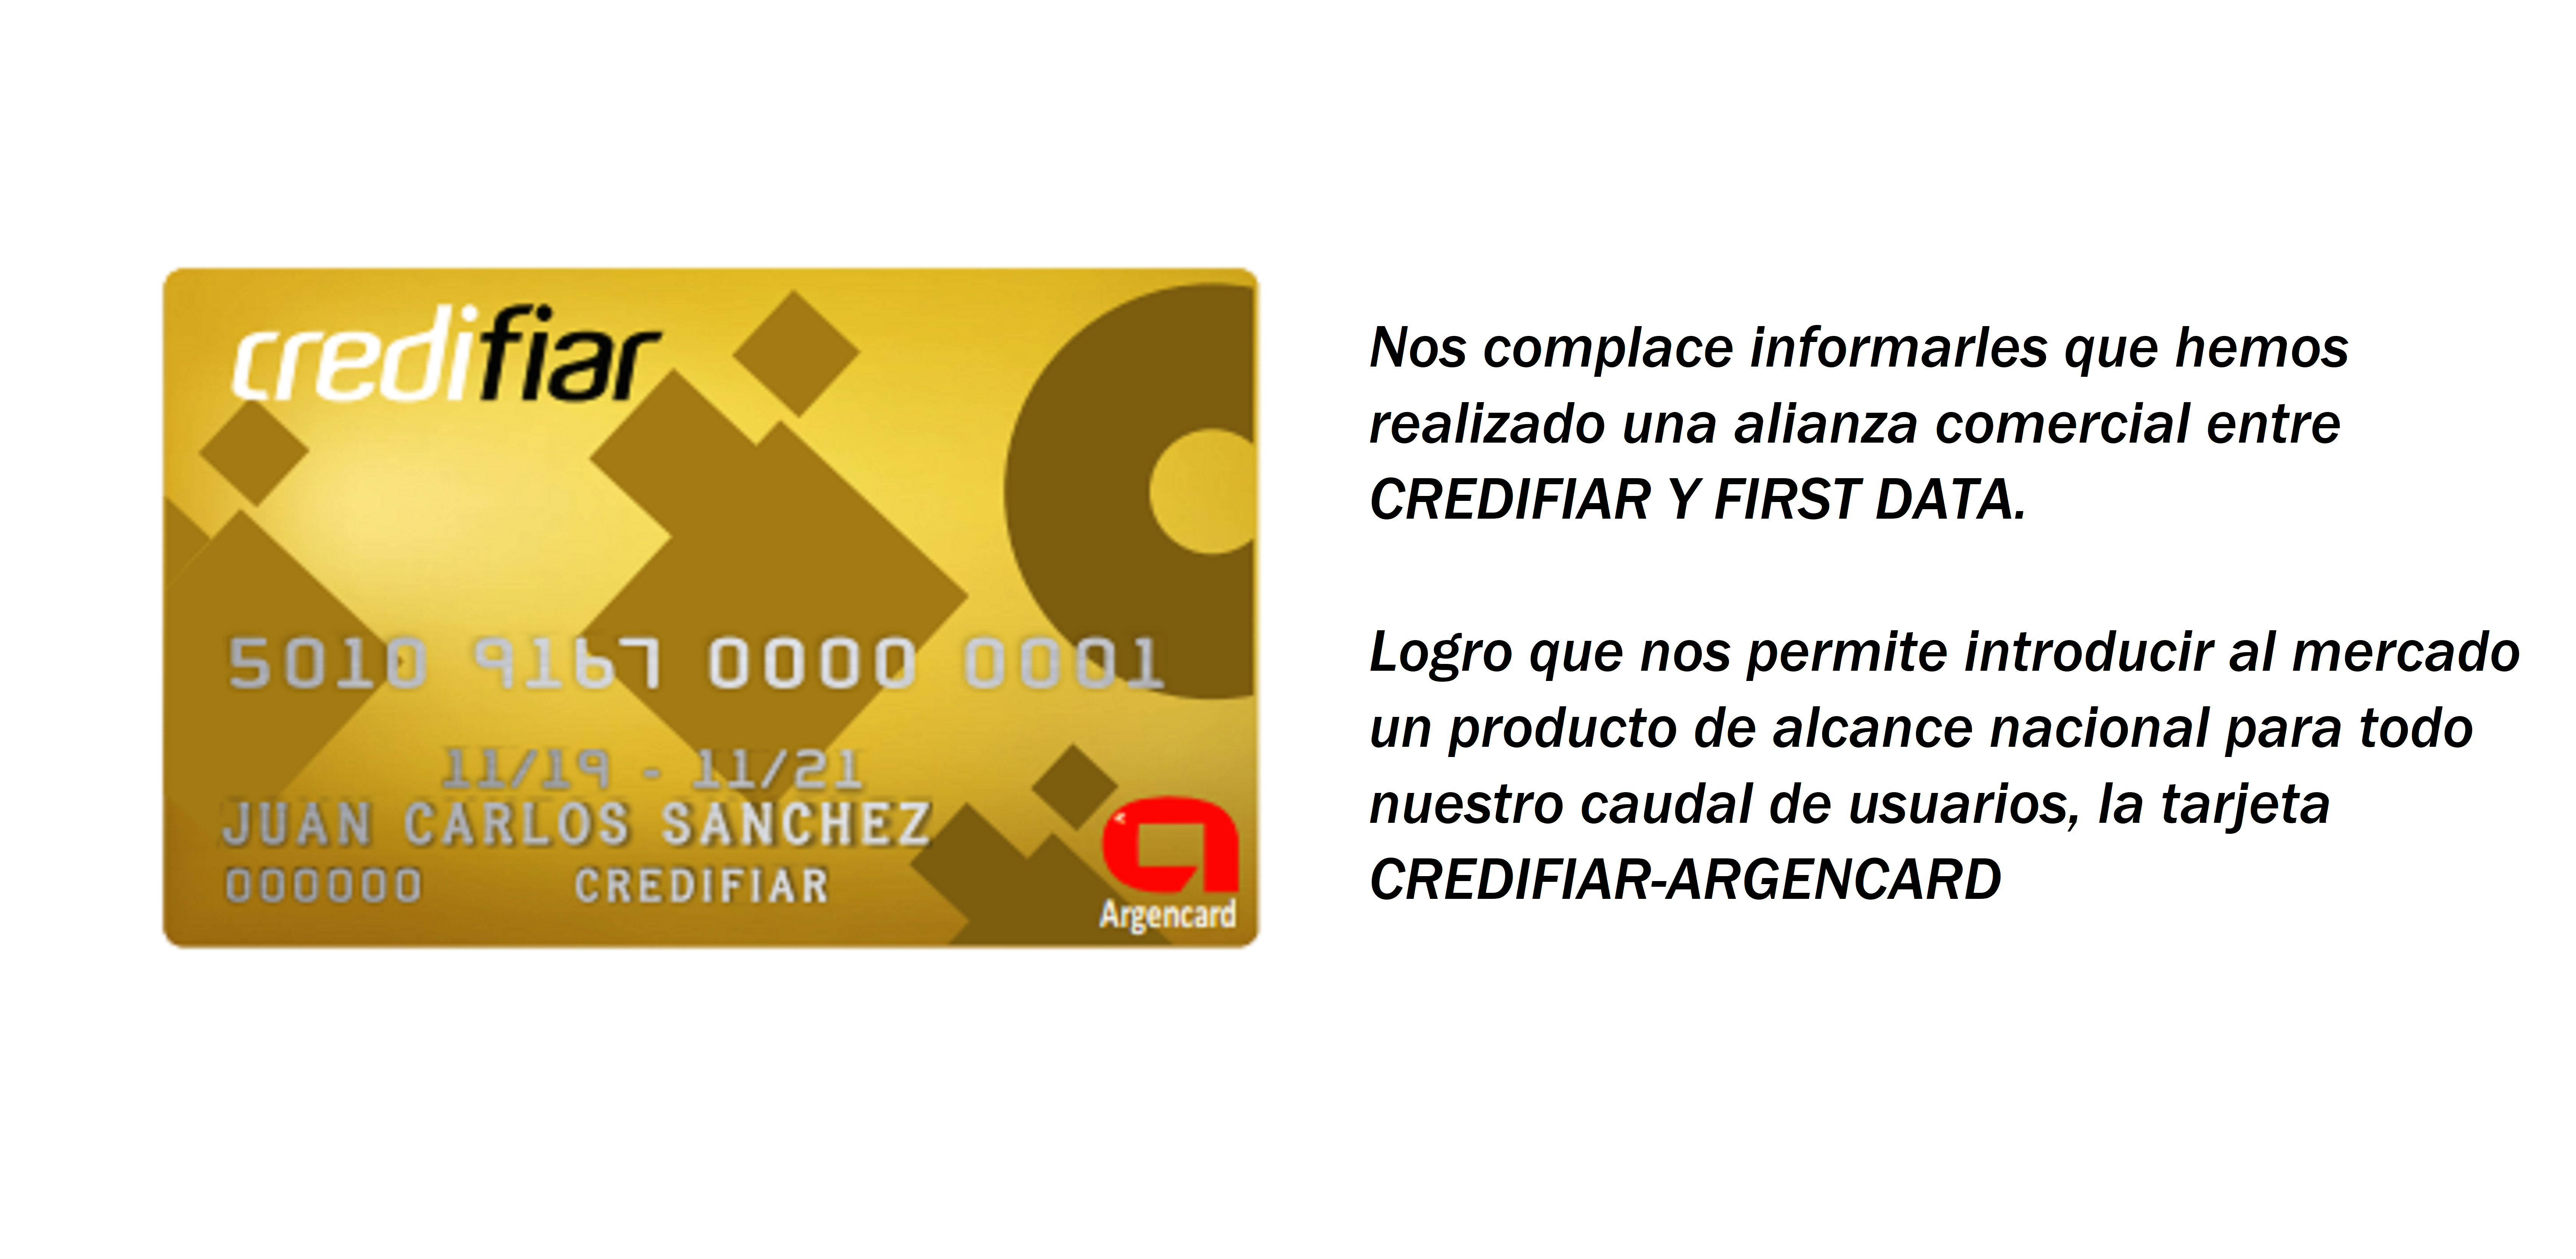 credifiar
5010 9167 0000 0001
11/19 - 11/21
JUAN CARLOS SANCHEZ
000000 CREDIFIAR
Argencard
Nos complace informarles que hemos
realizado una alianza comercial entre
CREDIFIAR Y FIRST DATA.
Logro que nos permite introducir al mercado
un producto de alcance nacional para todo
nuestro caudal de usuarios, la tarjeta
CREDIFIAR-ARGENCARD